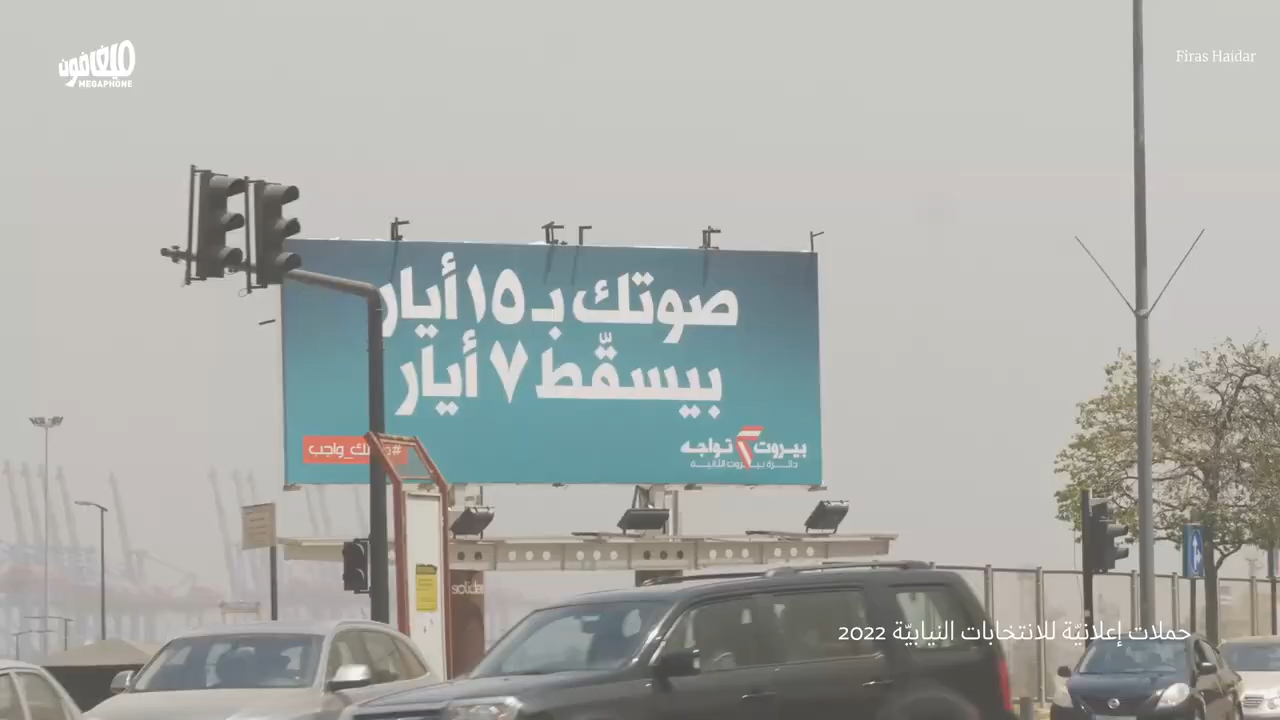 ميغافون
MEGAPHONE
Firas Haidar
صوتك بـ ١٥ أيار
بيسقّط ٧ أيار
بيروت تواجه
دائرة بيروت الثانية
حملات إعلانيّة للانتخابات النيابيّة 2022